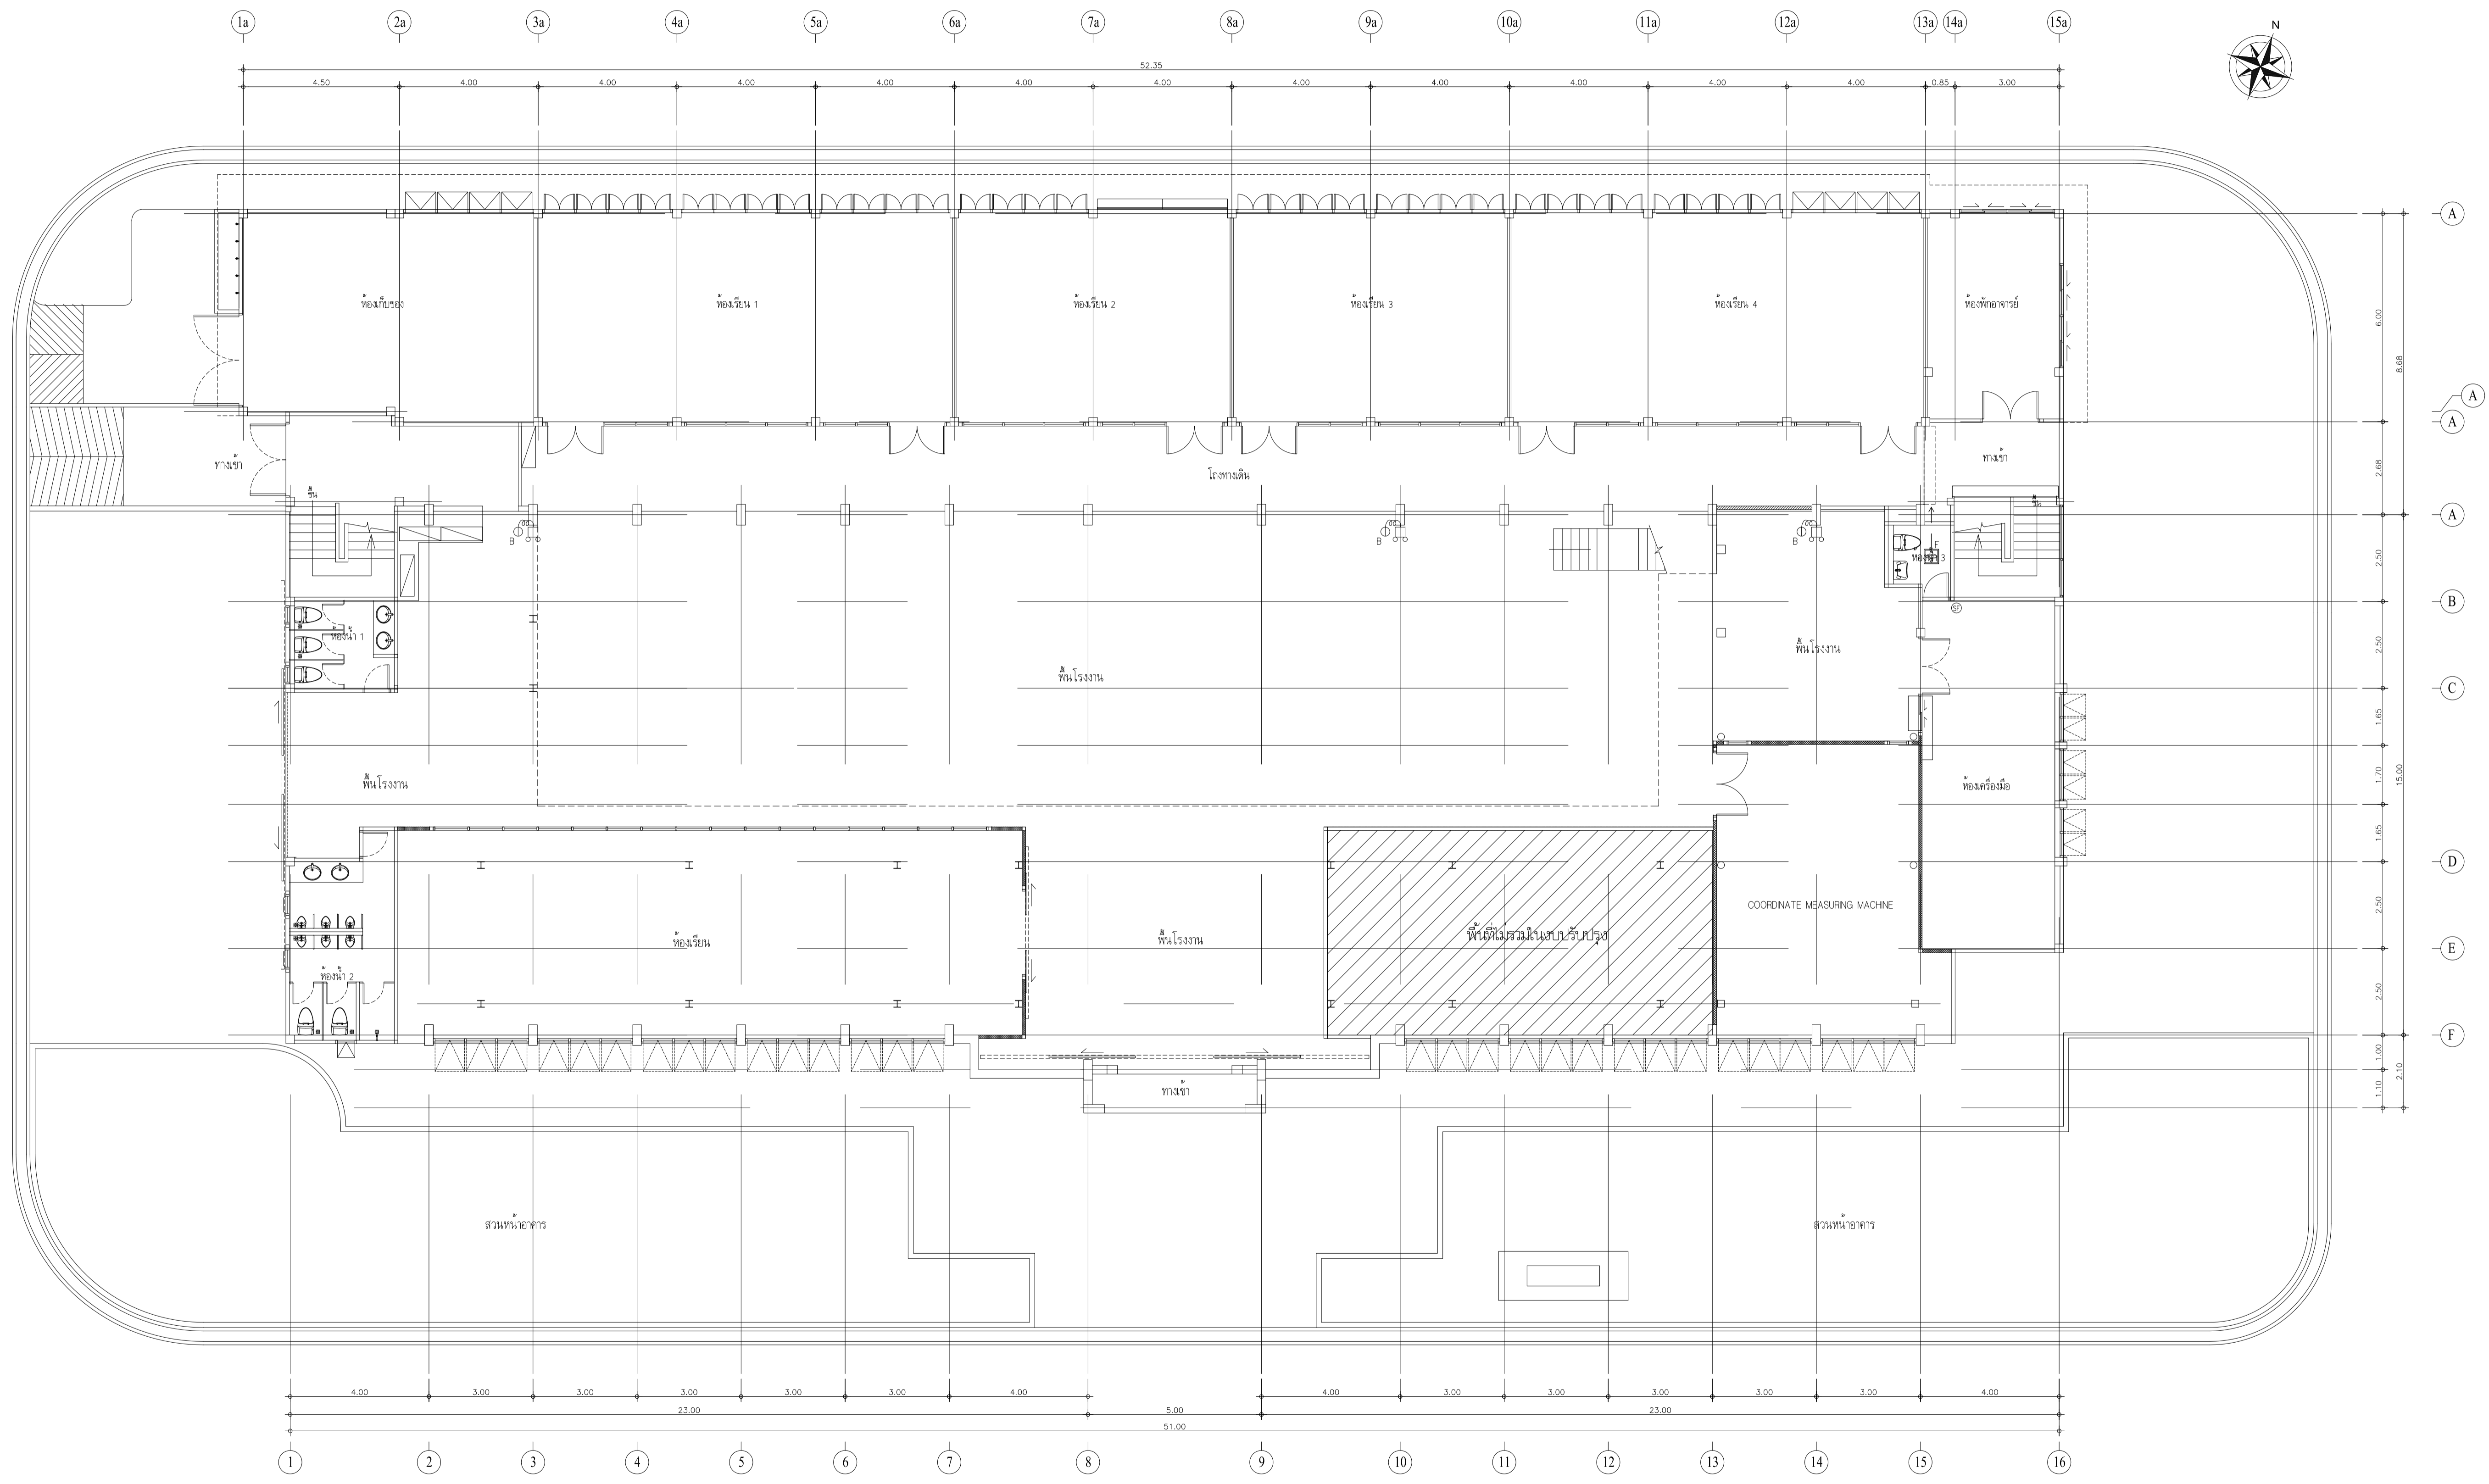 1a 2a 3a 4a 5a 6a 7a 8a 9a 10a 11a 12a 13a 14a 15a
N
52.35
4.50 4.00 4.00 4.00 4.00 4.00 4.00 4.00 4.00 4.00 4.00 4.00 0.85 3.00
A
ห้องเก็บของ ห้องเรียน 1 ห้องเรียน 2 ห้องเรียน 3 ห้องเรียน 4 ห้องพักอาจารย์
6.00
8.68
A
A
ทางเข้า โถงทางเดิน ทางเข้า
2.68
ขึ้น ขึ้น
A
B B B
F
ห้องน้ำ 3
2.50
SF
B
ห้องน้ำ 1
พื้นโรงงาน
2.50
พื้นโรงงาน
C
1.65
พื้นโรงงาน ห้องเครื่องมือ
1.70
15.00
1.65
D
COORDINATE MEASURING MACHINE
2.50
ห้องเรียน พื้นโรงงาน พื้นที่ไม่รวมในงบปรับปรุง
E
ห้องน้ำ 2
2.50
F
1.00
2.10
ทางเข้า
1.10
สวนหน้าอาคาร สวนหน้าอาคาร
4.00 3.00 3.00 3.00 3.00 3.00 4.00 4.00 3.00 3.00 3.00 3.00 3.00 4.00
23.00 5.00 23.00
51.00
1 2 3 4 5 6 7 8 9 10 11 12 13 14 15 16